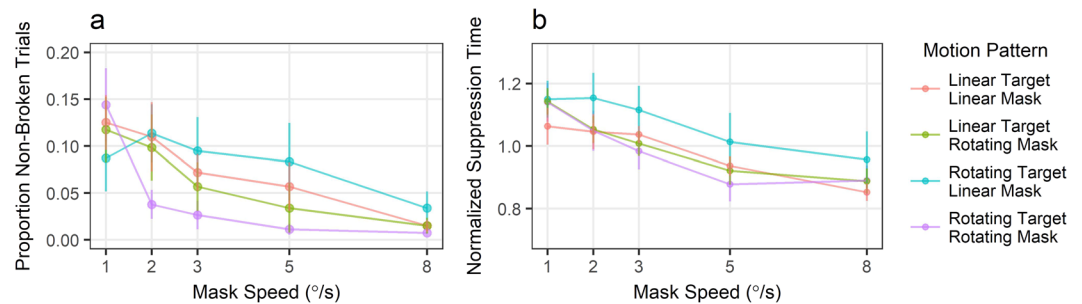 a
Proportion Non-Broken Trials
0.20
0.15
0.10
0.05
0.00
1 2 3 5 8
Mask Speed (°/s)
b
Normalized Suppression Time
1.2
1.0
0.8
1 2 3 5 8
Mask Speed (°/s)
Motion Pattern
Linear Target
Linear Mask
Linear Target
Rotating Mask
Rotating Target
Linear Mask
Rotating Target
Rotating Mask